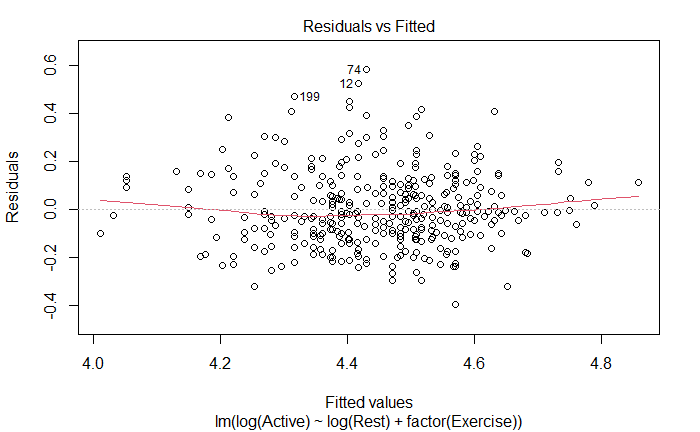 Residuals vs Fitted
Residuals
0.6
0.4
0.2
0.0
-0.2
-0.4
74
12
199
4.0 4.2 4.4 4.6 4.8
Fitted values
lm(log(Active) ~ log(Rest) + factor(Exercise))